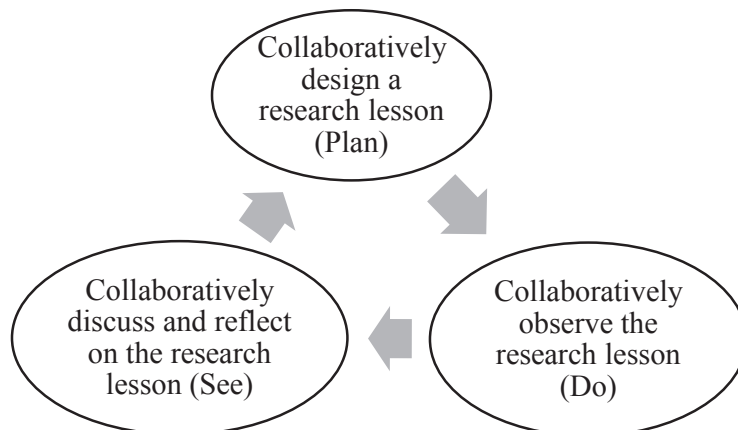 Collaboratively
design a
research lesson
(Plan)
Collaboratively
observe the
research lesson
(Do)
Collaboratively
discuss and reflect
on the research
lesson (See)